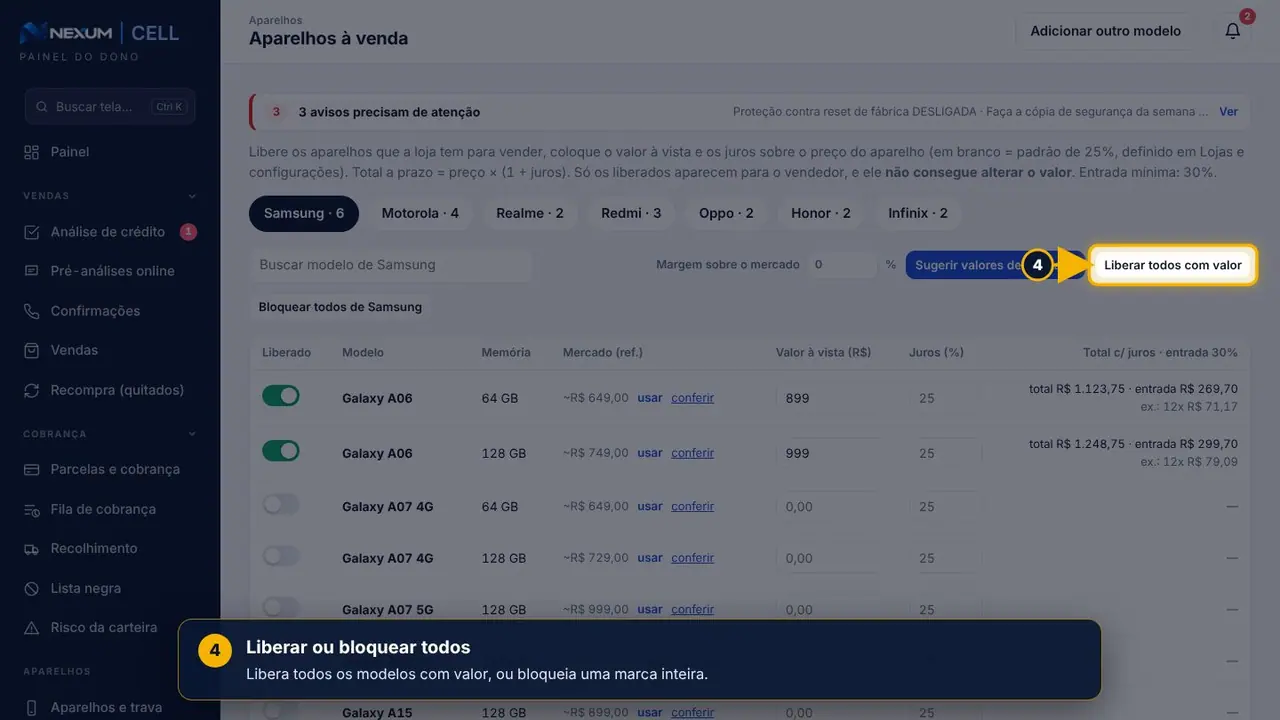 NEXUM | CELL
PAINEL DO DONO
Buscar tela... Ctrl K
Painel
VENDAS
Análise de crédito 1
Pré-análises online
Confirmações
Vendas
Recompra (quitados)
COBRANÇA
Parcelas e cobrança
Fila de cobrança
Recolhimento
Lista negra
Risco da carteira
APARELHOS
Aparelhos e trava
Aparelhos
Aparelhos à venda
Adicionar outro modelo
2
3 3 avisos precisam de atenção Proteção contra reset de fábrica DESLIGADA · Faça a cópia de segurança da semana ... Ver
Libere os aparelhos que a loja tem para vender, coloque o valor à vista e os juros sobre o preço do aparelho (em branco = padrão de 25%, definido em Lojas e
configurações). Total a prazo = preço × (1 + juros). Só os liberados aparecem para o vendedor, e ele não consegue alterar o valor. Entrada mínima: 30%.
Samsung · 6 Motorola · 4 Realme · 2 Redmi · 3 Oppo · 2 Honor · 2 Infinix · 2
Buscar modelo de Samsung Margem sobre o mercado 0 % Sugerir valores de 4 Liberar todos com valor
Bloquear todos de Samsung
Liberado Modelo Memória Mercado (ref.) Valor à vista (R$) Juros (%) Total c/ juros · entrada 30%
Galaxy A06 64 GB ~R$ 649,00 usar conferir 899 25 total R$ 1.123,75 · entrada R$ 269,70
ex.: 12x R$ 71,17
Galaxy A06 128 GB ~R$ 749,00 usar conferir 999 25 total R$ 1.248,75 · entrada R$ 299,70
ex.: 12x R$ 79,09
Galaxy A07 4G 64 GB ~R$ 649,00 usar conferir 0,00 25 —
Galaxy A07 4G 128 GB ~R$ 729,00 usar conferir 0,00 25 —
Galaxy A07 5G 128 GB ~R$ 999,00 usar conferir 0,00 25 —
—
4 Liberar ou bloquear todos
Libera todos os modelos com valor, ou bloqueia uma marca inteira.
Galaxy A15 128 GB ~R$ 899,00 usar conferir 0,00 25 —